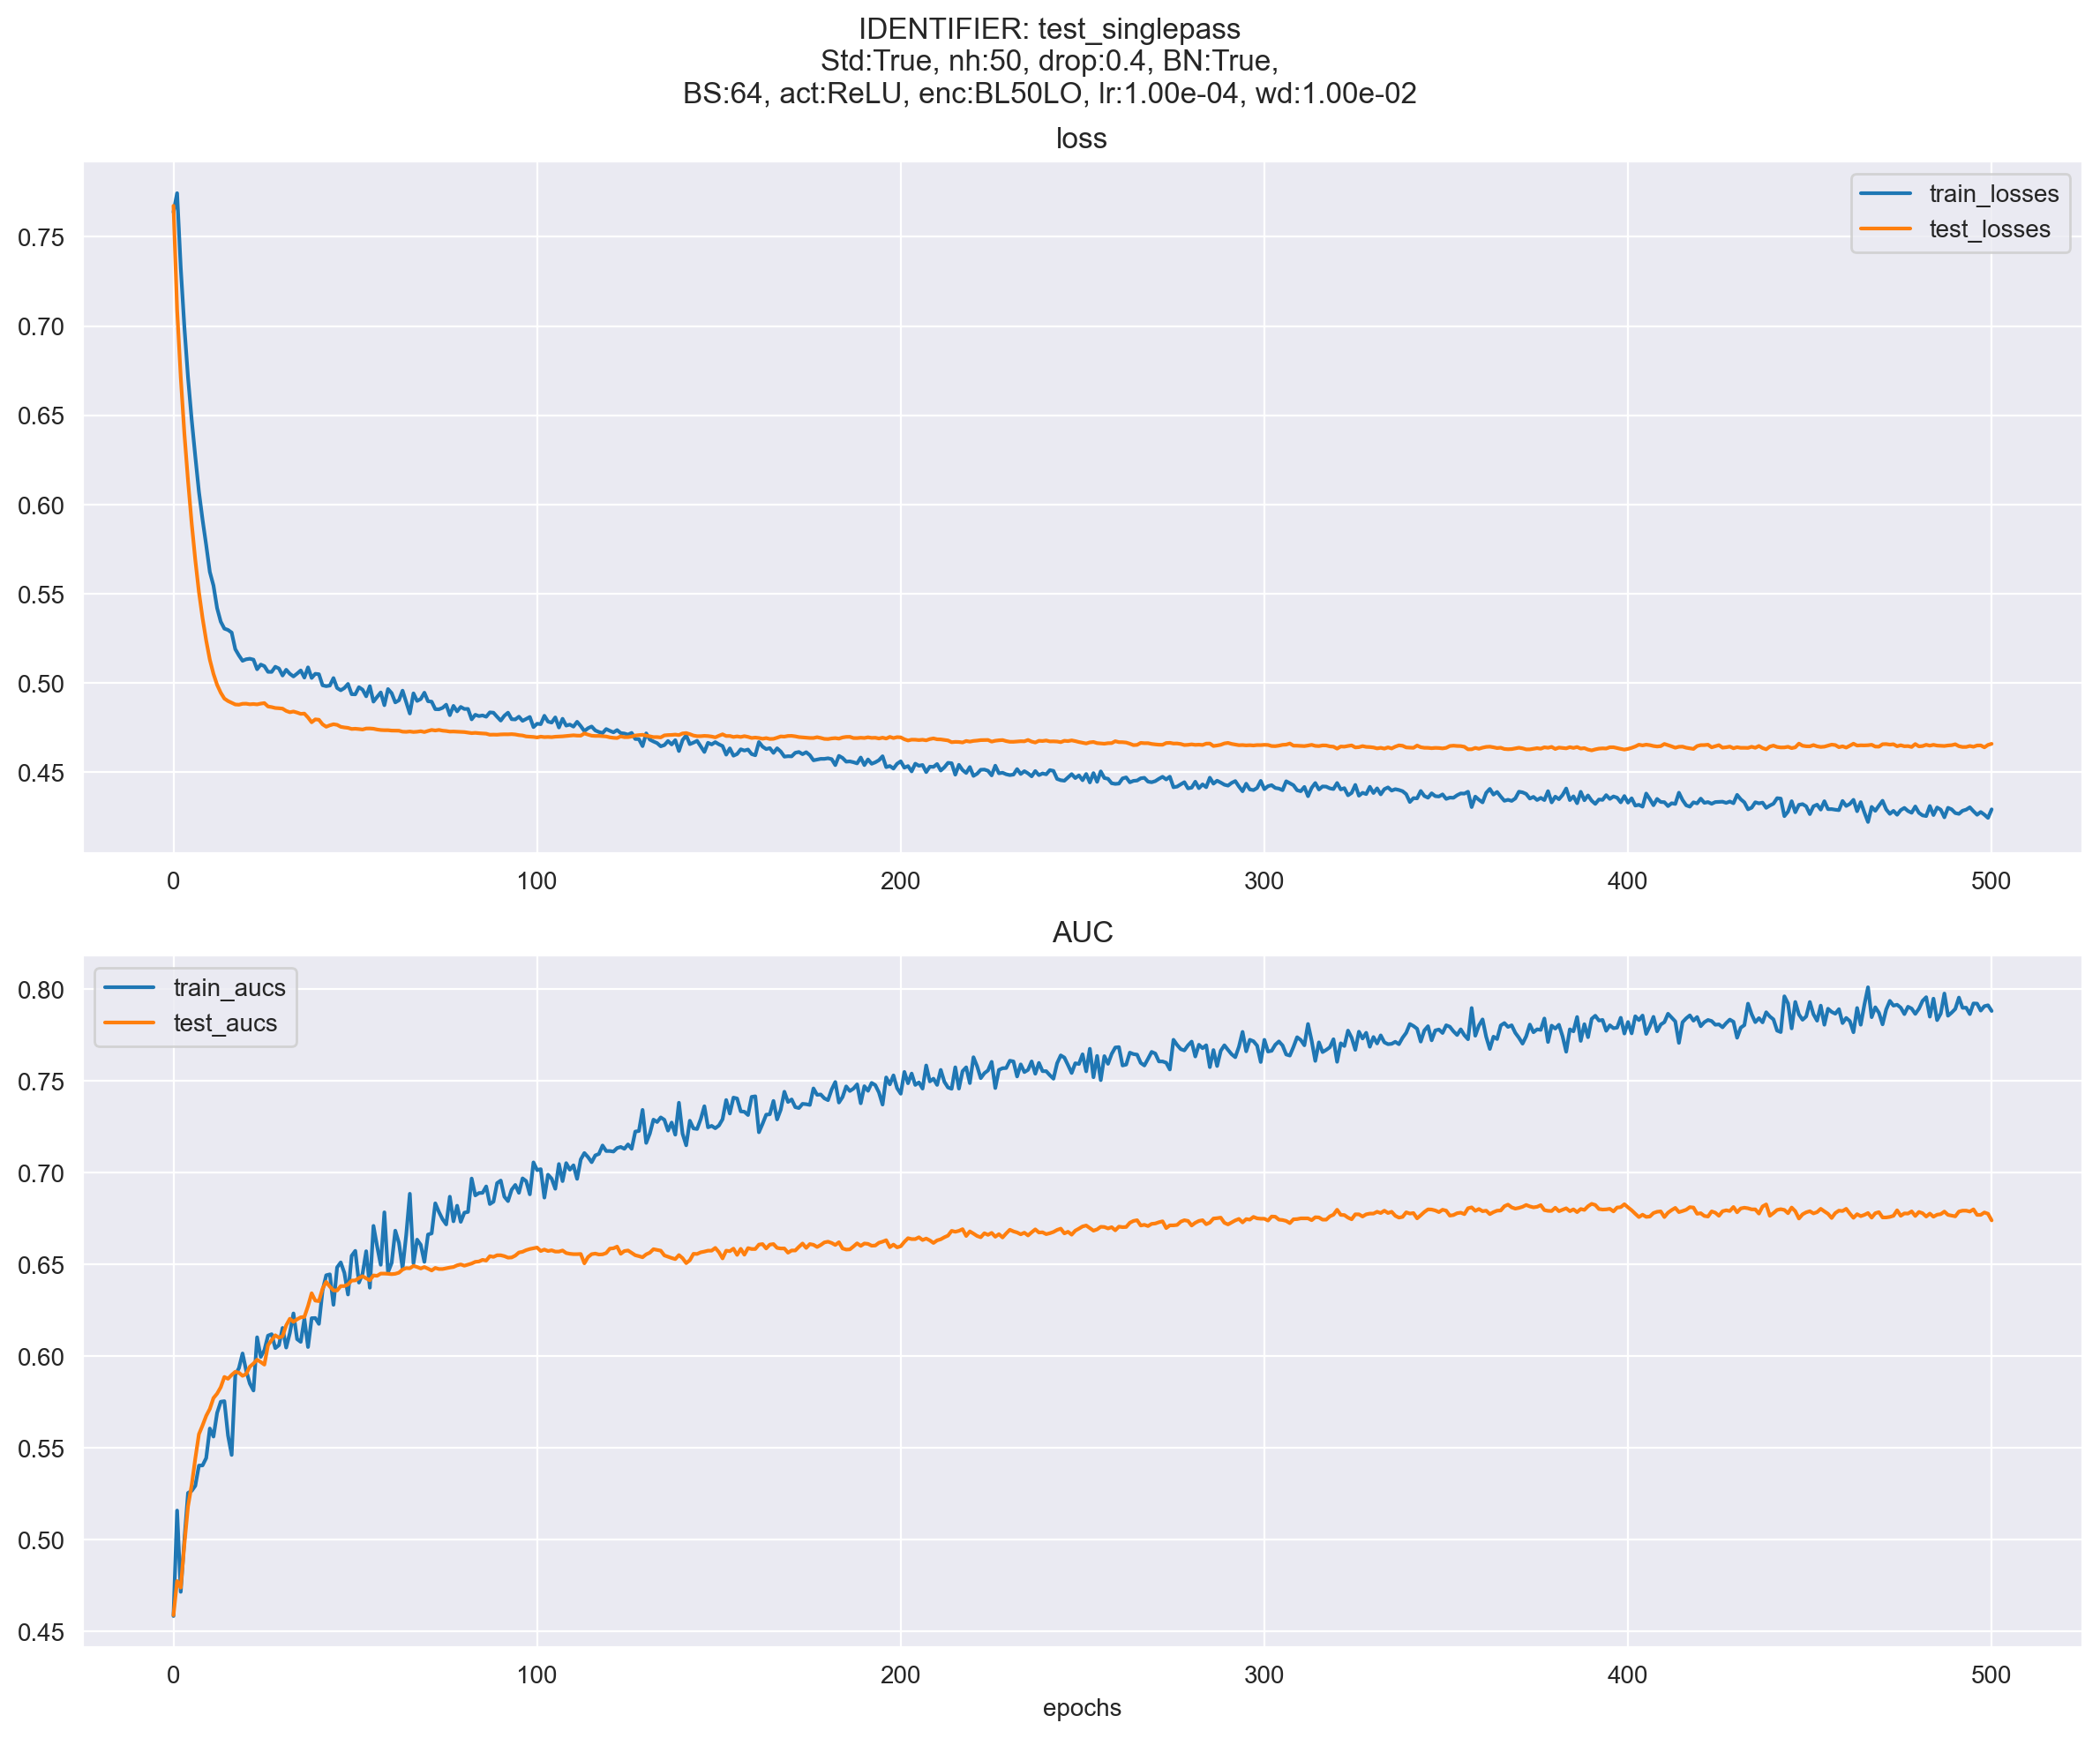 IDENTIFIER: test_singlepass
Std:True, nh:50, drop:0.4, BN:True,
BS:64, act:ReLU, enc:BL50LO, lr:1.00e-04, wd:1.00e-02
loss
train_losses
test_losses
0.75
0.70
0.65
0.60
0.55
0.50
0.45
0 100 200 300 400 500
AUC
train_aucs
test_aucs
0.80
0.75
0.70
0.65
0.60
0.55
0.50
0.45
0 100 200 300 400 500
epochs